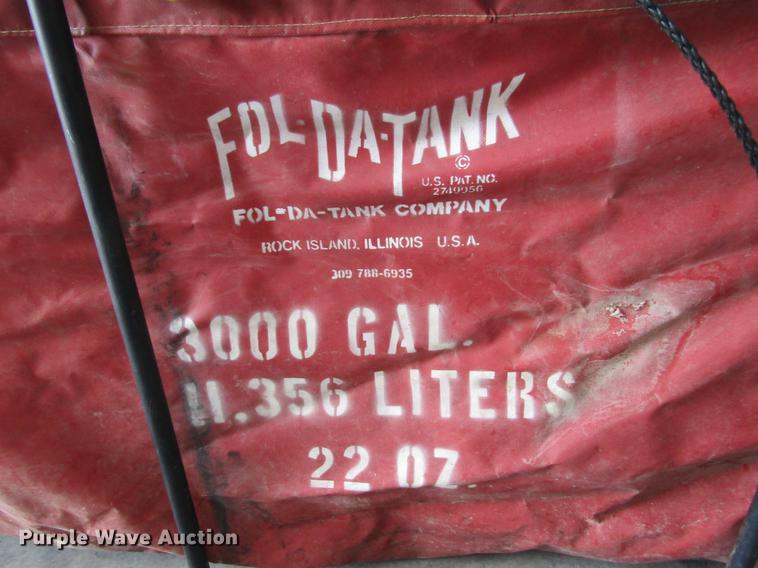 FOL-DA-TANK
©
U.S. PAT. NO.
2749956
FOL-DA-TANK COMPANY
ROCK ISLAND, ILLINOIS U.S.A.
309 788-6935
3000 GAL.
11.356 LITERS
22 OZ.
Purple Wave Auction